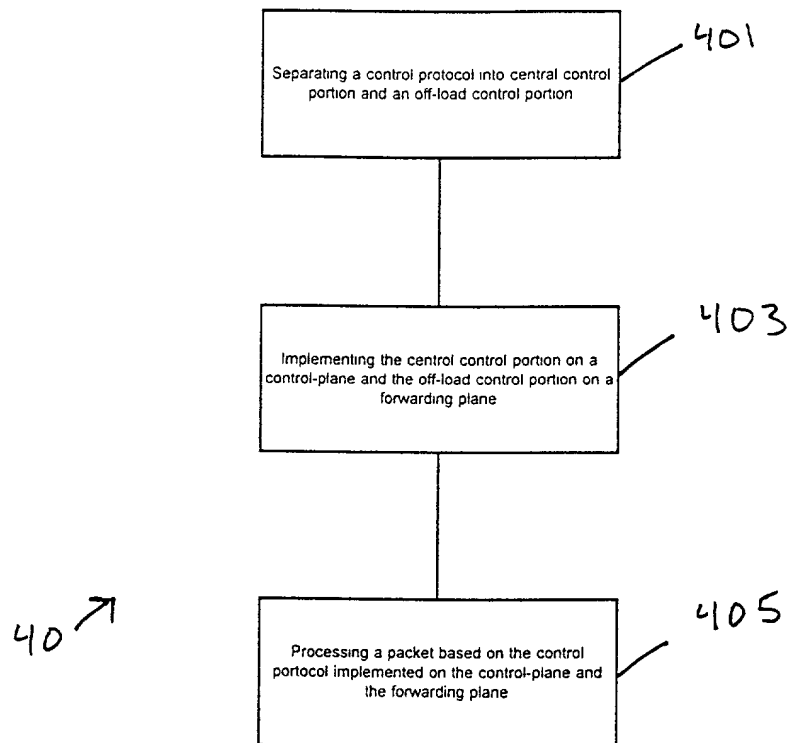 401
Separating a control protocol into central control
portion and an off-load control portion
403
Implementing the central control portion on a
control-plane and the off-load control portion on a
forwarding plane
405
40
Processing a packet based on the control
portocol implemented on the control-plane and
the forwarding plane